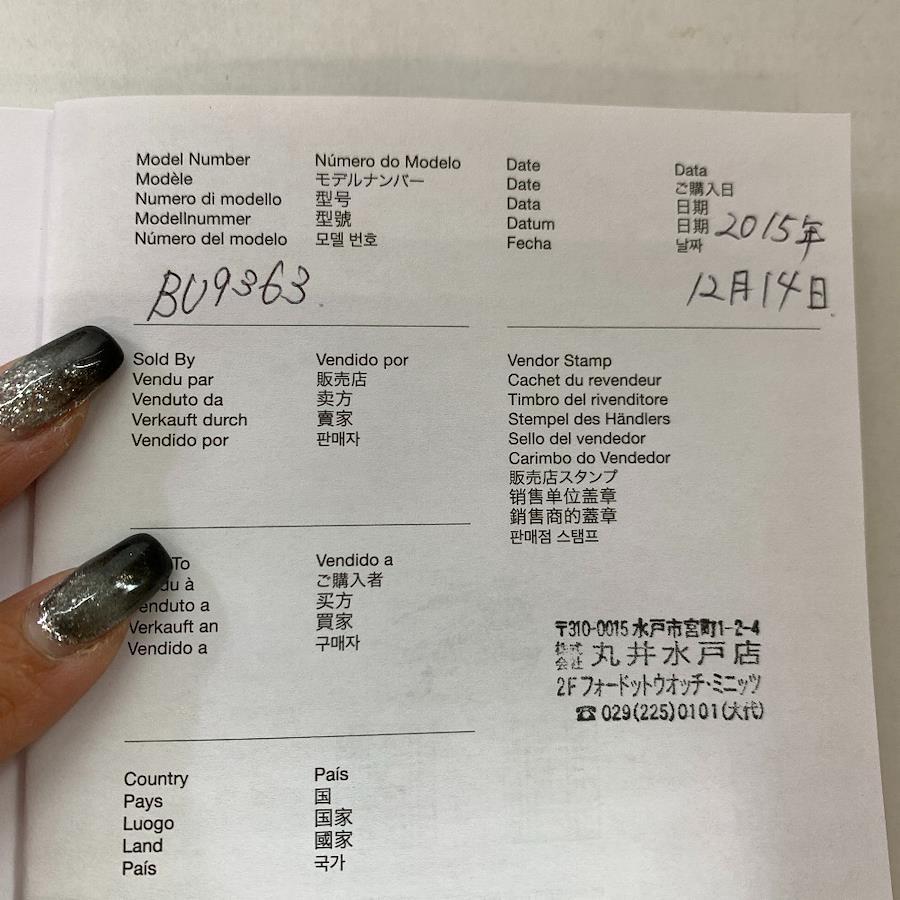 Model Number
Modèle
Numero di modello
Modellnummer
Número del modelo
Número do Modelo
モデルナンバー
型号
型號
모델 번호
BU9363.
Date
Date
Data
Datum
Fecha
Data
ご購入日
日期
日期
날짜
2015年
12月14日.
Sold By
Vendu par
Venduto da
Verkauft durch
Vendido por
Vendido por
販売店
卖方
賣家
판매자
Vendor Stamp
Cachet du revendeur
Timbro del rivenditore
Stempel des Händlers
Sello del vendedor
Carimbo do Vendedor
販売店スタンプ
销售单位盖章
銷售商的蓋章
판매점 스탬프
To
à
Venduto a
Verkauft an
Vendido a
Vendido a
ご購入者
买方
買家
구매자
〒310-0015 水戸市宮町1-2-4
株式会社 丸井水戸店
2Fフォードットウオッチ・ミニッツ
☎029(225)0101(大代)
Country
Pays
Luogo
Land
País
País
国
国家
國家
국가